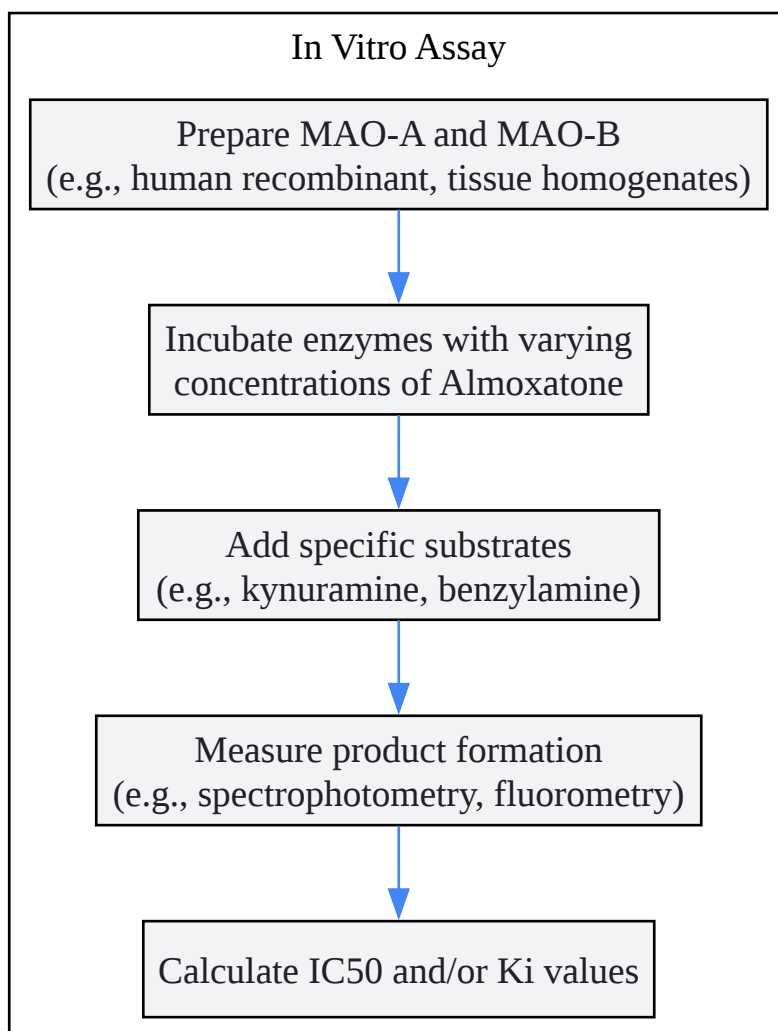 In Vitro Assay
Prepare MAO-A and MAO-B
(e.g., human recombinant, tissue homogenates)
Incubate enzymes with varying
concentrations of Almoxatone
Add specific substrates
(e.g., kynuramine, benzylamine)
Measure product formation
(e.g., spectrophotometry, fluorometry)
Calculate IC50 and/or Ki values